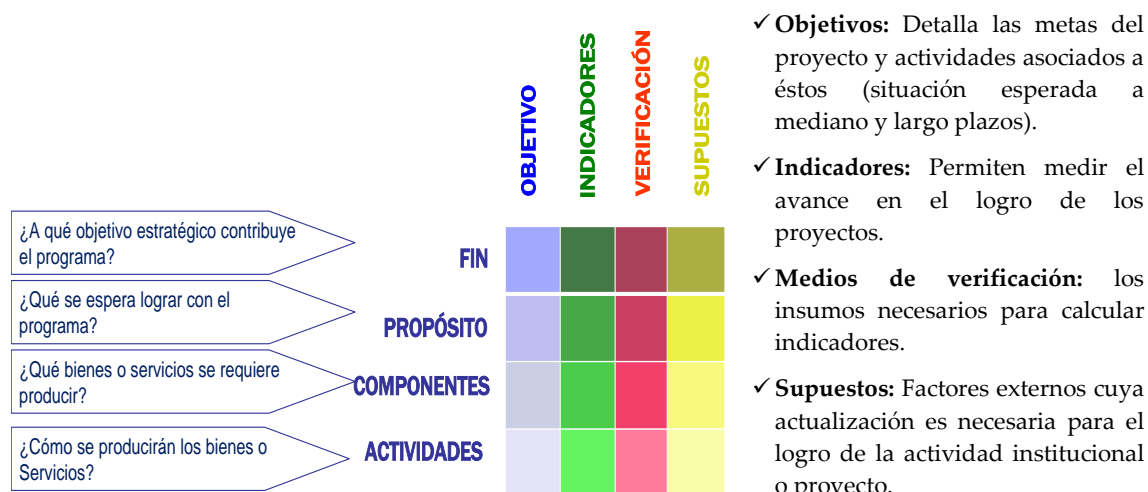 OBJETIVO
INDICADORES
VERIFICACIÓN
SUPUESTOS
¿A qué objetivo estratégico contribuye
el programa?
FIN
¿Qué se espera lograr con el
programa?
PROPÓSITO
¿Qué bienes o servicios se requiere
producir?
COMPONENTES
¿Cómo se producirán los bienes o
Servicios?
ACTIVIDADES
✓ Objetivos: Detalla las metas del
proyecto y actividades asociados a
éstos (situación esperada a
mediano y largo plazos).
✓ Indicadores: Permiten medir el
avance en el logro de los
proyectos.
✓ Medios de verificación: los
insumos necesarios para calcular
indicadores.
✓ Supuestos: Factores externos cuya
actualización es necesaria para el
logro de la actividad institucional
o proyecto.